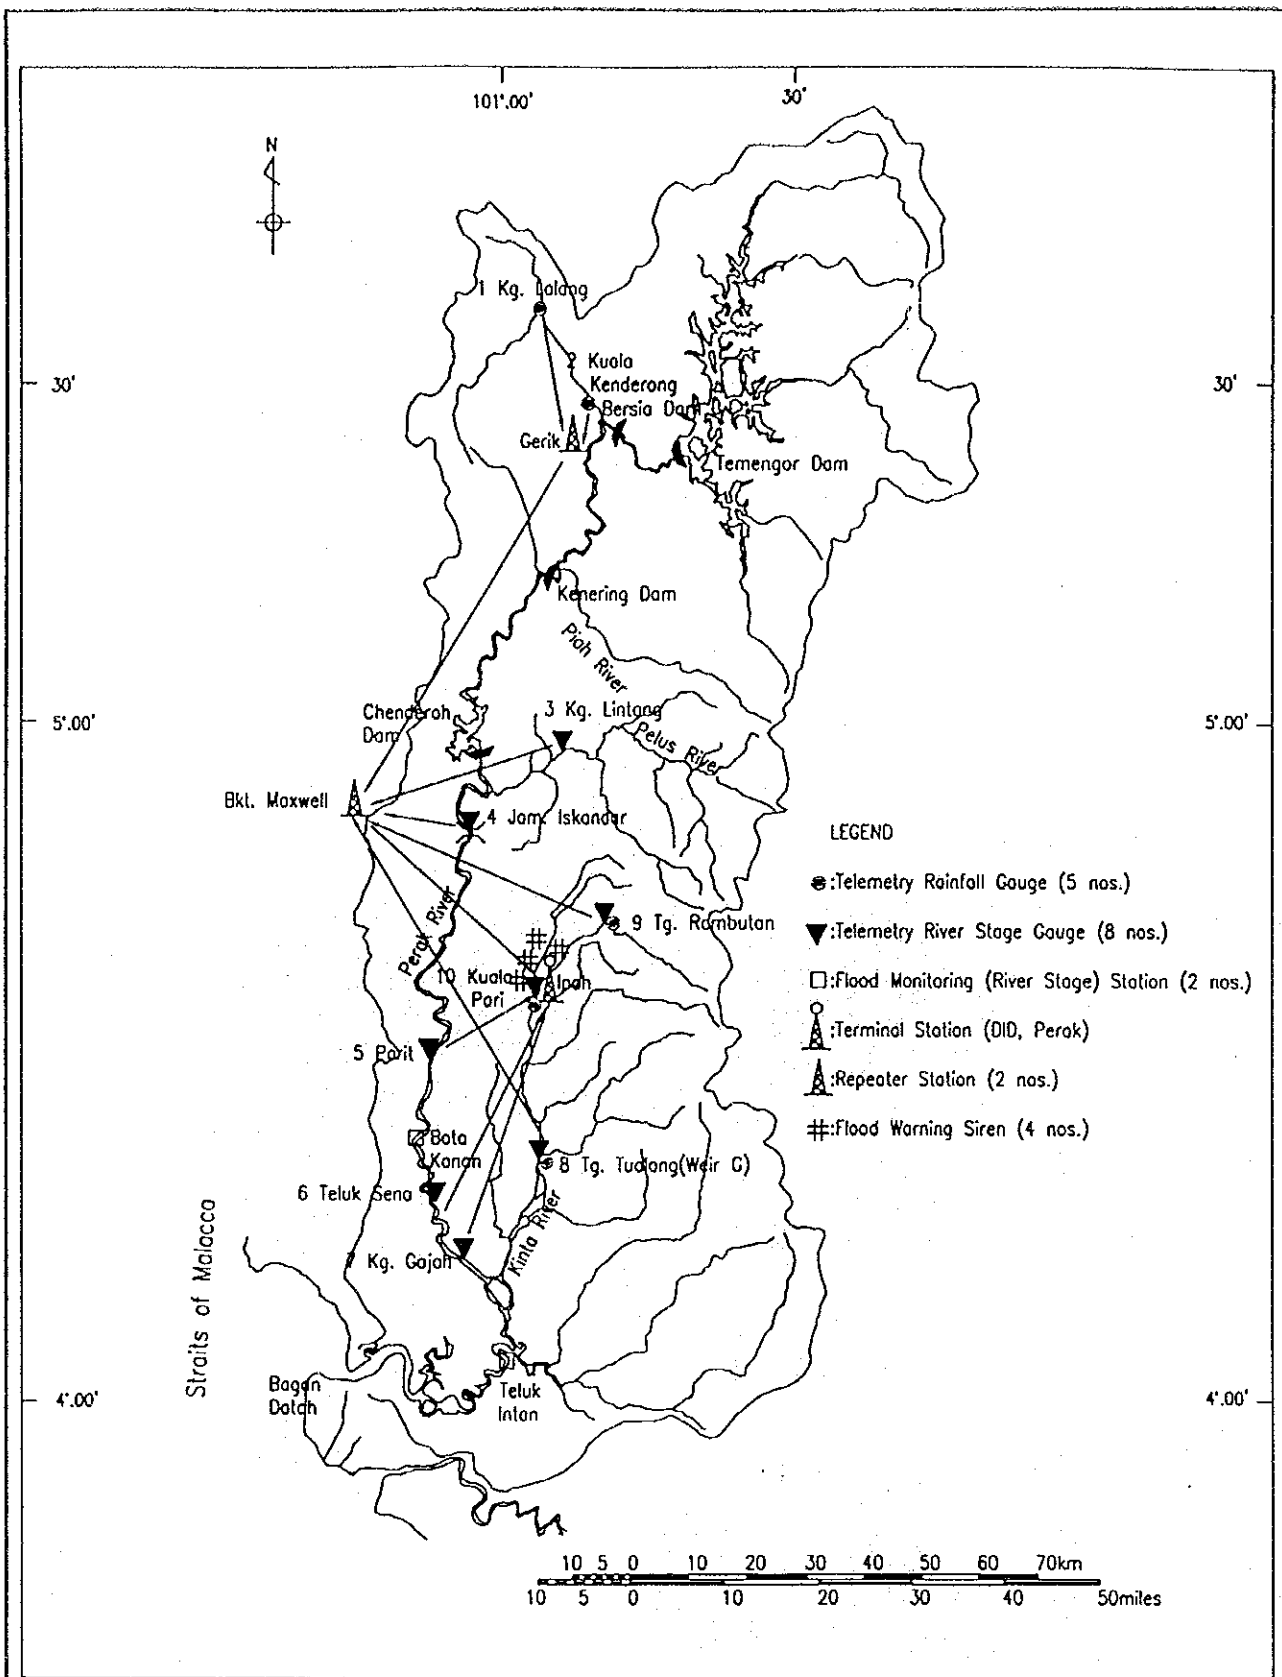 101°.00'
30'
N
1 Kg. Lalang
2 Kuala
Kenderong
30'
30'
Bersia Dam
Gerik
Temengor Dam
Kenering Dam
Piah River
3 Kg. Lintang
Chenderoh
Dam
5°.00'
5°.00'
Pelus River
Bkt. Maxwell
4 Jam. Iskandar
LEGEND
:Telemetry Rainfall Gauge (5 nos.)
Perak River
9 Tg. Rambutan
:Telemetry River Stage Gauge (8 nos.)
10 Kuala
Pari
Ipoh
:Flood Monitoring (River Stage) Station (2 nos.)
:Terminal Station (DID, Perak)
5 Parit
:Repeater Station (2 nos.)
:Flood Warning Siren (4 nos.)
Bota
Kanan
8 Tg. Tualang(Weir C)
6 Teluk Sena
Kinta River
7 Kg. Gajah
Straits of Malacca
Bagan
Datoh
Teluk
Intan
4°.00'
4°.00'
10 5 0 10 20 30 40 50 60 70km
10 5 0 10 20 30 40 50miles